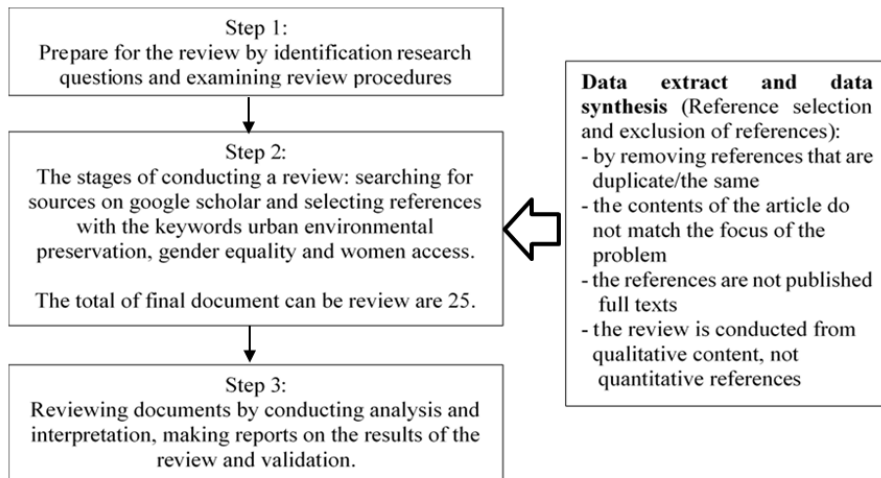 Step 1:
Prepare for the review by identification research
questions and examining review procedures
Step 2:
The stages of conducting a review: searching for
sources on google scholar and selecting references
with the keywords urban environmental
preservation, gender equality and women access.
The total of final document can be review are 25.
Step 3:
Reviewing documents by conducting analysis and
interpretation, making reports on the results of the
review and validation.
Data extract and data
synthesis (Reference selection
and exclusion of references):
- by removing references that are
duplicate/the same
- the contents of the article do
not match the focus of the
problem
- the references are not published
full texts
- the review is conducted from
qualitative content, not
quantitative references